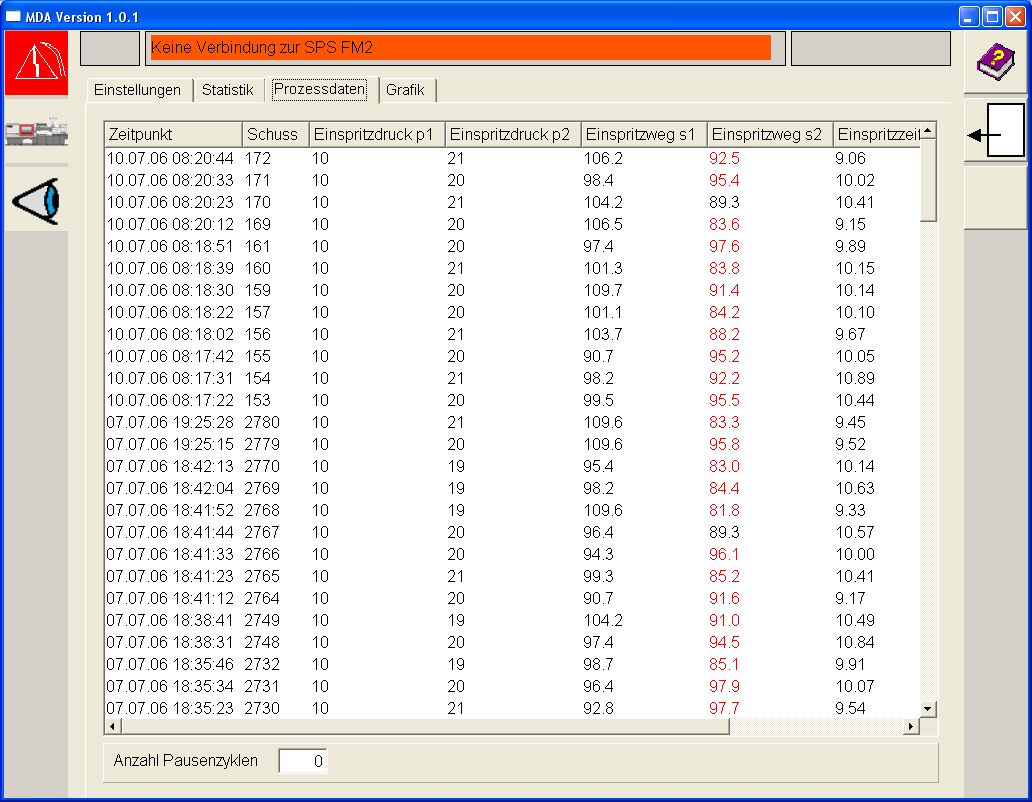 MDA Version 1.0.1
Keine Verbindung zur SPS FM2
?
Einstellungen Statistik Prozessdaten Grafik
Zeitpunkt Schuss Einspritzdruck p1 Einspritzdruck p2 Einspritzweg s1 Einspritzweg s2 Einspritzzeit
10.07.06 08:20:44 172 10 21 106.2 92.5 9.06
10.07.06 08:20:33 171 10 20 98.4 95.4 10.02
10.07.06 08:20:23 170 10 21 104.2 89.3 10.41
10.07.06 08:20:12 169 10 20 106.5 83.6 9.15
10.07.06 08:18:51 161 10 20 97.4 97.6 9.89
10.07.06 08:18:39 160 10 21 101.3 83.8 10.15
10.07.06 08:18:30 159 10 20 109.7 91.4 10.14
10.07.06 08:18:22 157 10 20 101.1 84.2 10.10
10.07.06 08:18:02 156 10 21 103.7 88.2 9.67
10.07.06 08:17:42 155 10 20 90.7 95.2 10.05
10.07.06 08:17:31 154 10 21 98.2 92.2 10.89
10.07.06 08:17:22 153 10 20 99.5 95.5 10.44
07.07.06 19:25:28 2780 10 21 109.6 83.3 9.45
07.07.06 19:25:15 2779 10 20 109.6 95.8 9.52
07.07.06 18:42:13 2770 10 19 95.4 83.0 10.14
07.07.06 18:42:04 2769 10 19 98.2 84.4 10.63
07.07.06 18:41:52 2768 10 19 109.6 81.8 9.33
07.07.06 18:41:44 2767 10 20 96.4 89.3 10.57
07.07.06 18:41:33 2766 10 20 94.3 96.1 10.00
07.07.06 18:41:23 2765 10 21 99.3 85.2 10.41
07.07.06 18:41:12 2764 10 20 90.7 91.6 9.17
07.07.06 18:38:41 2749 10 19 104.2 91.0 10.49
07.07.06 18:38:31 2748 10 20 97.4 94.5 10.84
07.07.06 18:35:46 2732 10 19 98.7 85.1 9.91
07.07.06 18:35:34 2731 10 20 96.4 97.9 10.07
07.07.06 18:35:23 2730 10 21 92.8 97.7 9.54
Anzahl Pausenzyklen 0